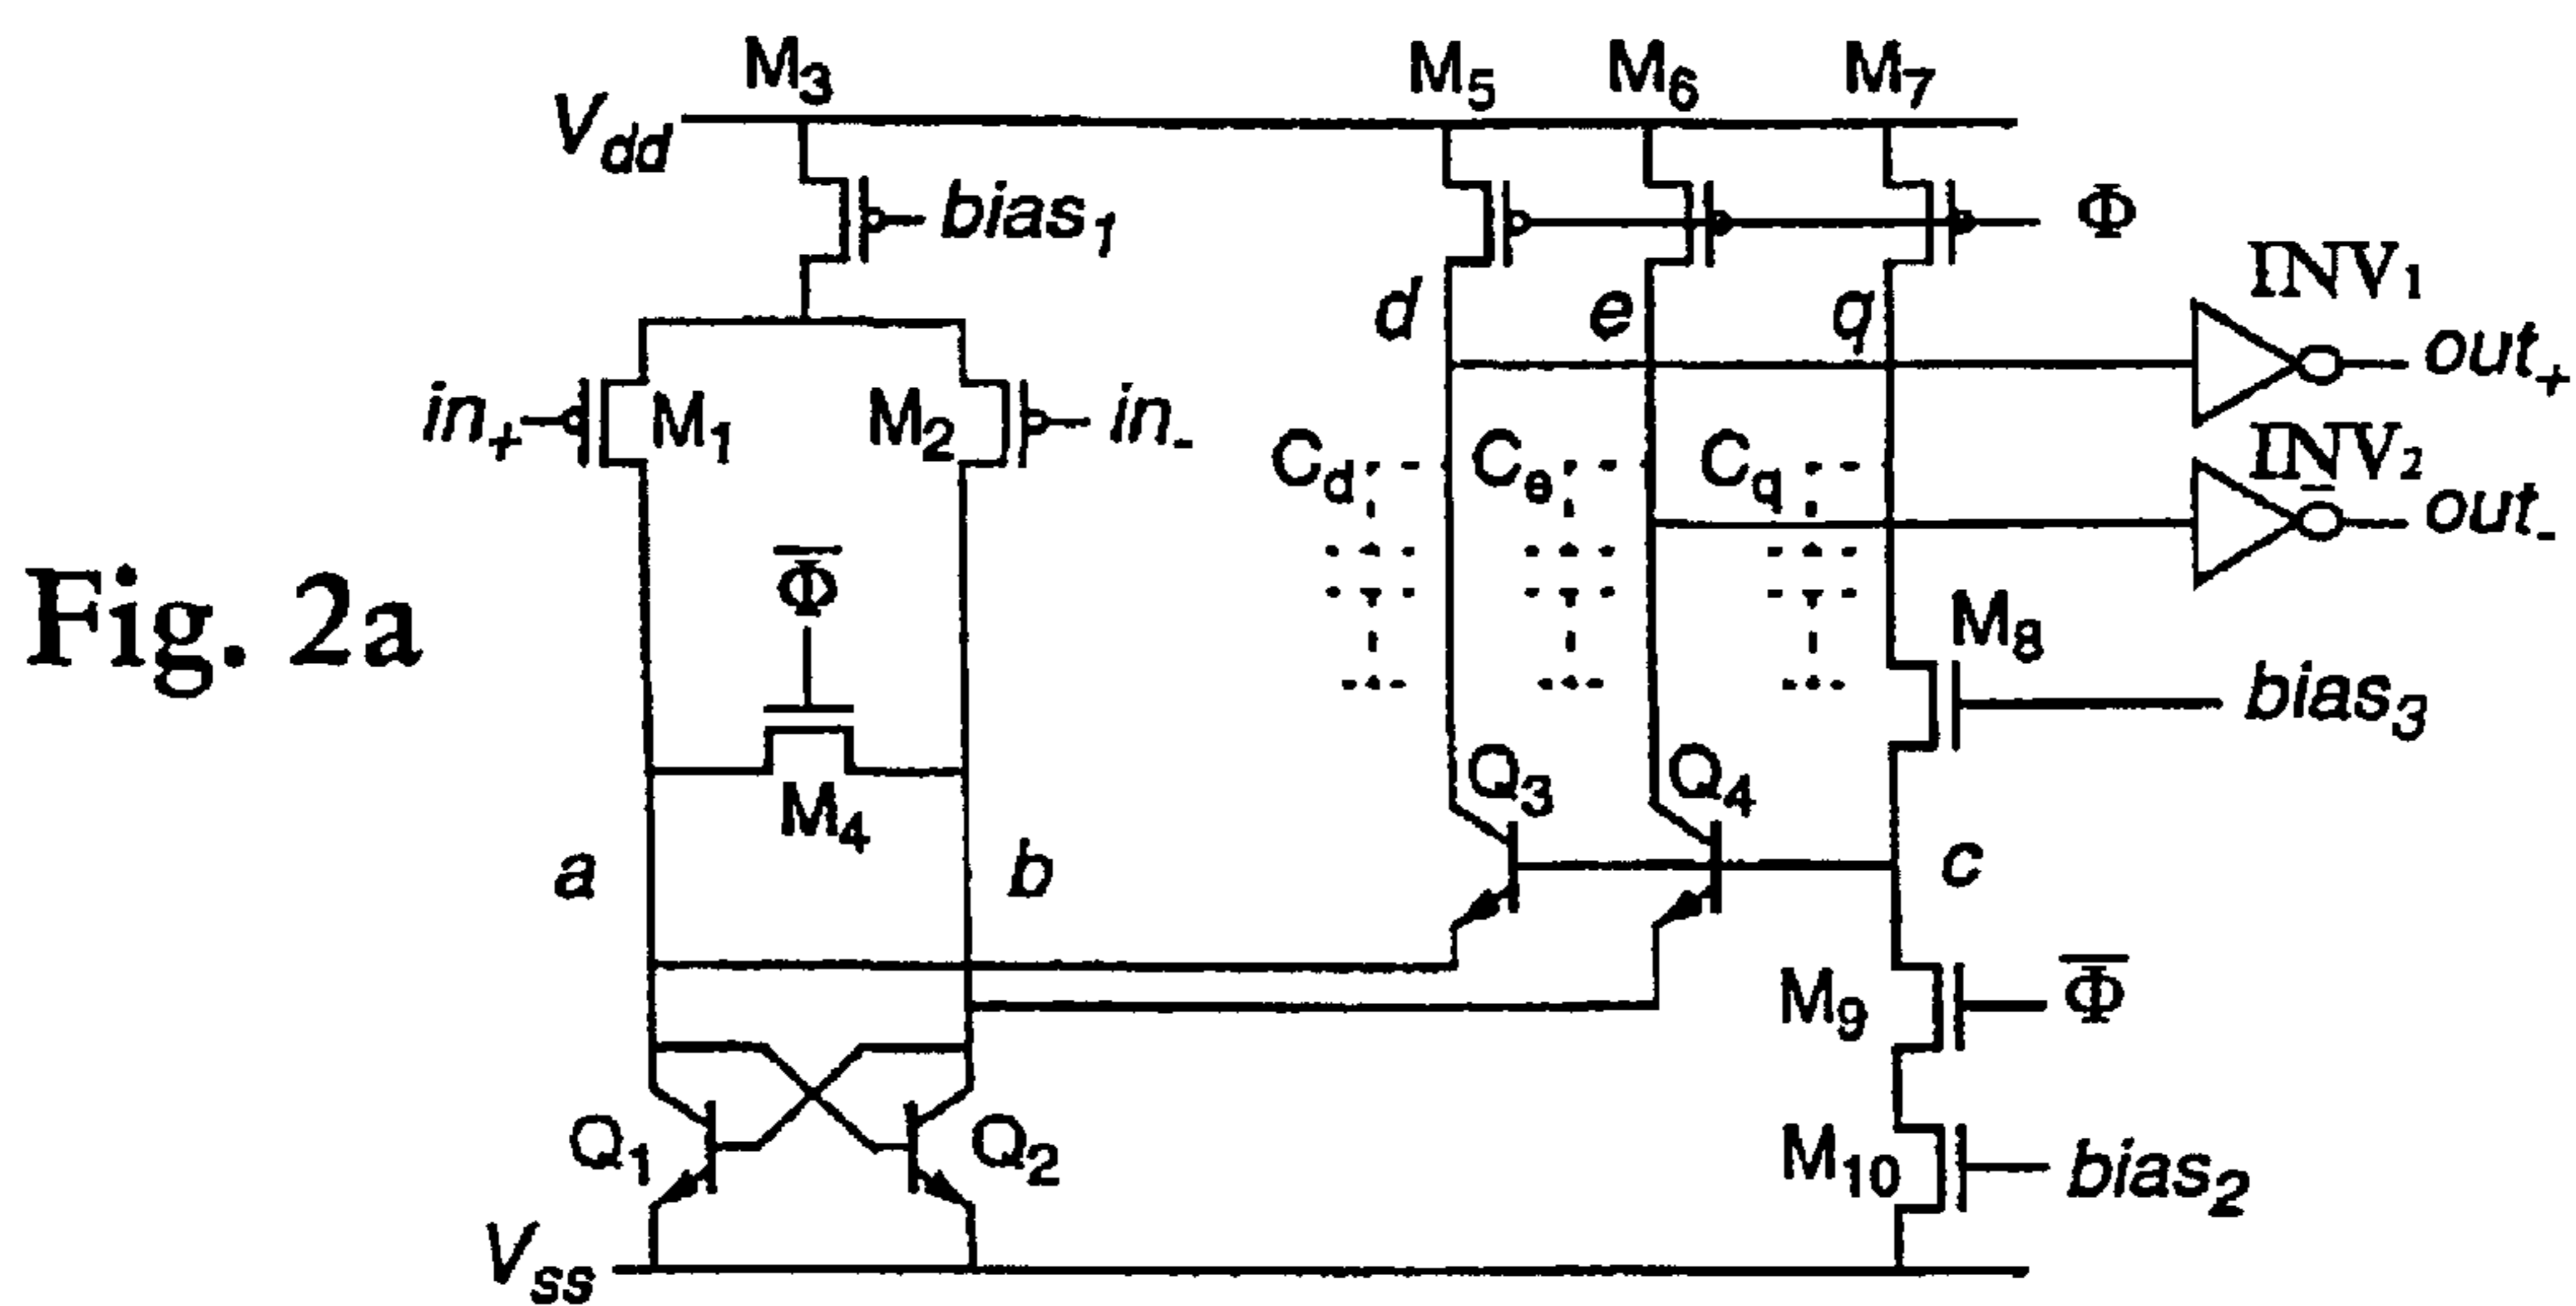 M3 M5 M6 M7
Vdd
bias1 Φ
INV1
d e q
out+
in+ M1 M2 in-
INV2
Cd Ce Cq
out-
Φ̅
Fig. 2a
M8
bias3
Q3 Q4
M4
a b c
M9 Φ̅
Q1 Q2 M10 bias2
Vss